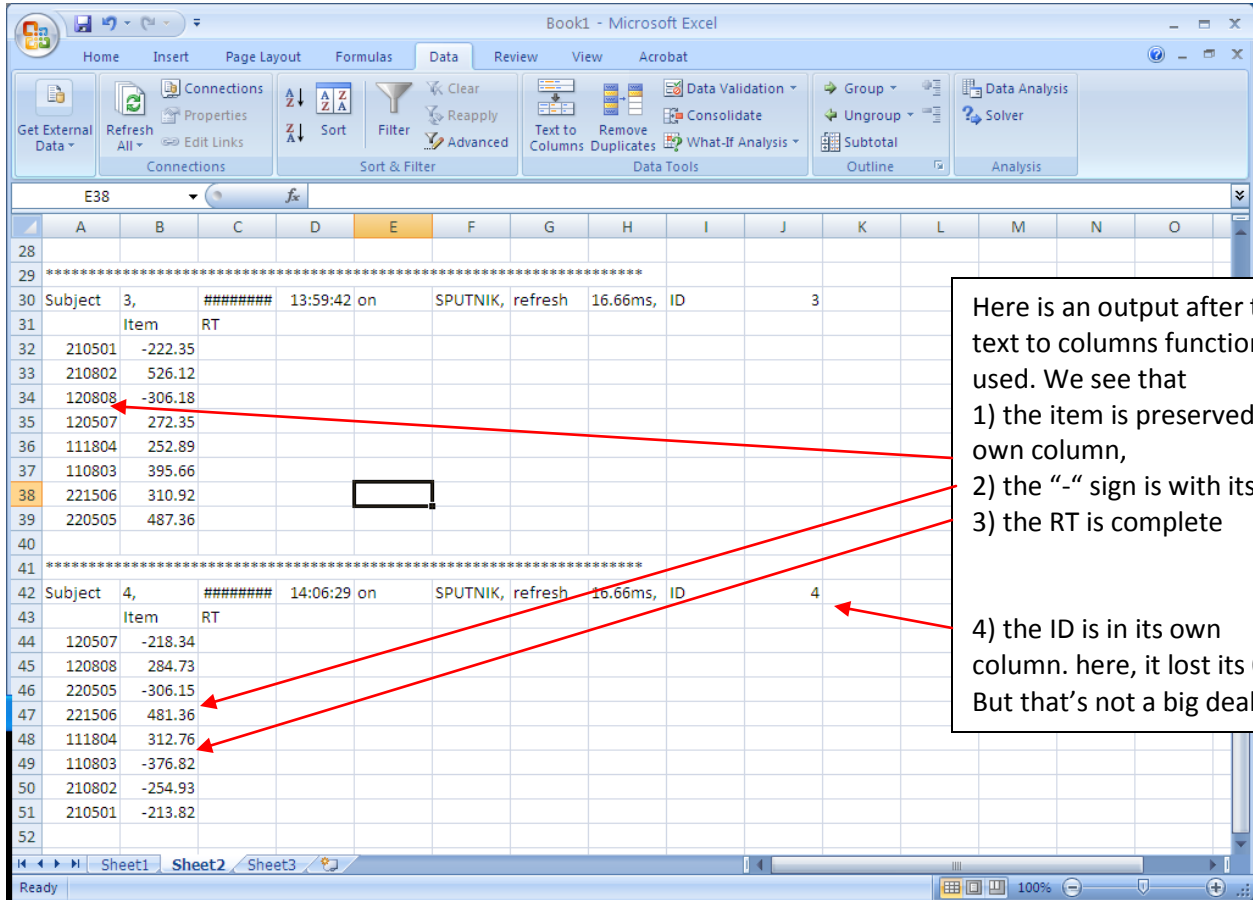 Book1 - Microsoft Excel
Home Insert Page Layout Formulas Data Review View Acrobat
Get External Data
Refresh All
Connections
Properties
Edit Links
Connections
Sort
Filter
Clear
Reapply
Advanced
Sort & Filter
Text to Columns
Remove Duplicates
Data Validation
Consolidate
What-If Analysis
Data Tools
Group
Ungroup
Subtotal
Outline
Data Analysis
Solver
Analysis
E38 fx
A B C D E F G H I J K L M N O
28
29 **********************************************************************
30 Subject 3, ######## 13:59:42 on SPUTNIK, refresh 16.66ms, ID 3
31 Item RT
32 210501 -222.35
33 210802 526.12
34 120808 -306.18
35 120507 272.35
36 111804 252.89
37 110803 395.66
38 221506 310.92
39 220505 487.36
40
41 **********************************************************************
42 Subject 4, ######## 14:06:29 on SPUTNIK, refresh 16.66ms, ID 4
43 Item RT
44 120507 -218.34
45 120808 284.73
46 220505 -306.15
47 221506 481.36
48 111804 312.76
49 110803 -376.82
50 210802 -254.93
51 210501 -213.82
52
Here is an output after
text to columns
used. We see that
1) the item is preserved
own column,
2) the “-“ sign is with its
3) the RT is complete
4) the ID is in its own
column. here, it lost its
But that’s not a big deal
Sheet1 Sheet2 Sheet3
Ready 100%